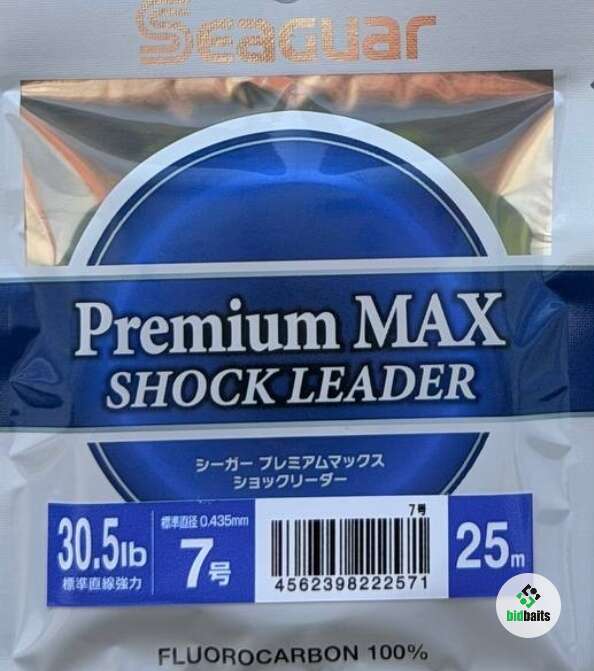 Seaguar
Premium MAX
SHOCK LEADER
シーガー プレミアムマックス
ショックリーダー
30.5lb
標準直線強力
標準直径 0.435mm
7号
7号
4562398222571
25m
bidbaits
FLUOROCARBON 100%